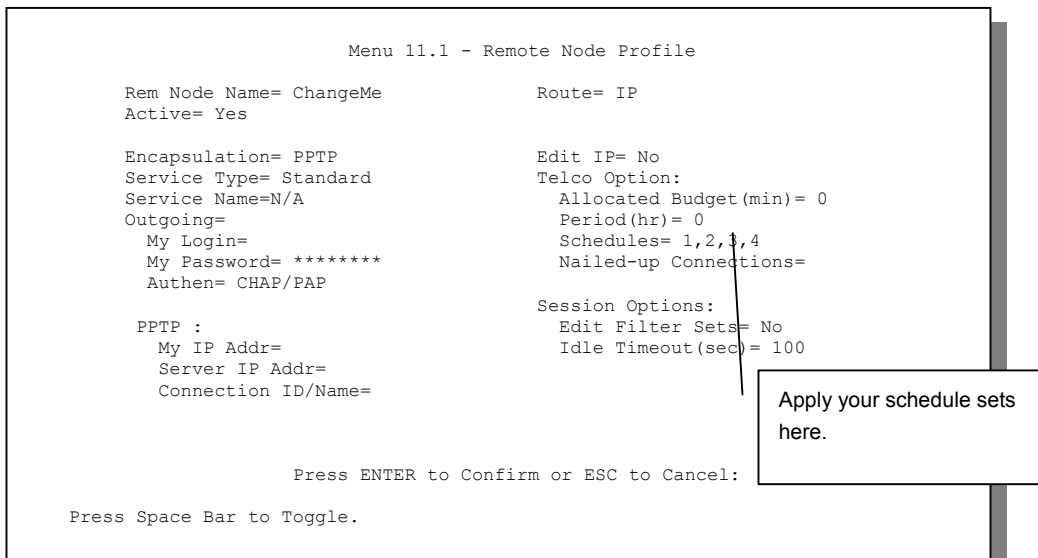 Menu 11.1 - Remote Node Profile
Rem Node Name= ChangeMe Route= IP
Active= Yes
Encapsulation= PPTP Edit IP= No
Service Type= Standard Telco Option:
Service Name=N/A Allocated Budget(min)= 0
Outgoing= Period(hr)= 0
My Login= Schedules= 1,2,3,4
My Password= ******** Nailed-up Connections=
Authen= CHAP/PAP
Session Options:
PPTP : Edit Filter Sets= No
My IP Addr= Idle Timeout(sec)= 100
Server IP Addr=
Connection ID/Name=
Apply your schedule sets
here.
Press ENTER to Confirm or ESC to Cancel:
Press Space Bar to Toggle.